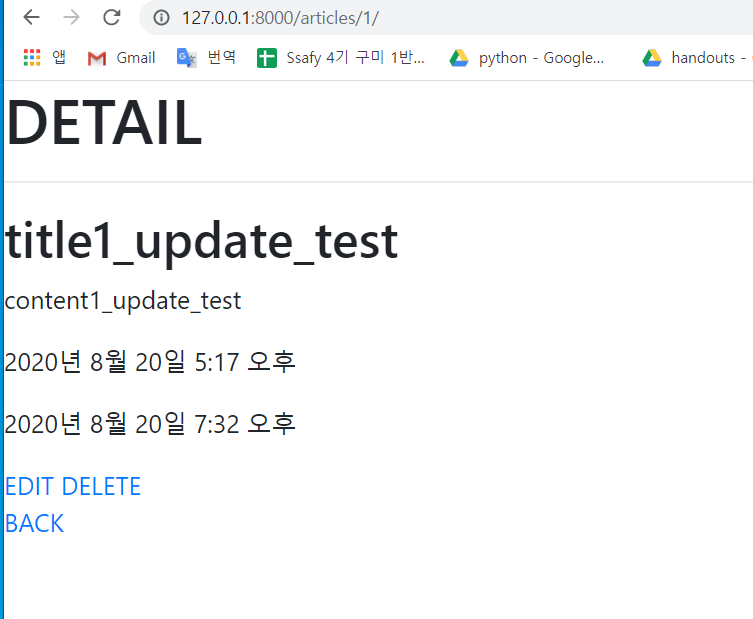 127.0.0.1:8000/articles/1/
앱 Gmail 번역 Ssafy 4기 구미 1반... python - Google... handouts -
DETAIL
title1_update_test
content1_update_test
2020년 8월 20일 5:17 오후
2020년 8월 20일 7:32 오후
EDIT DELETE
BACK